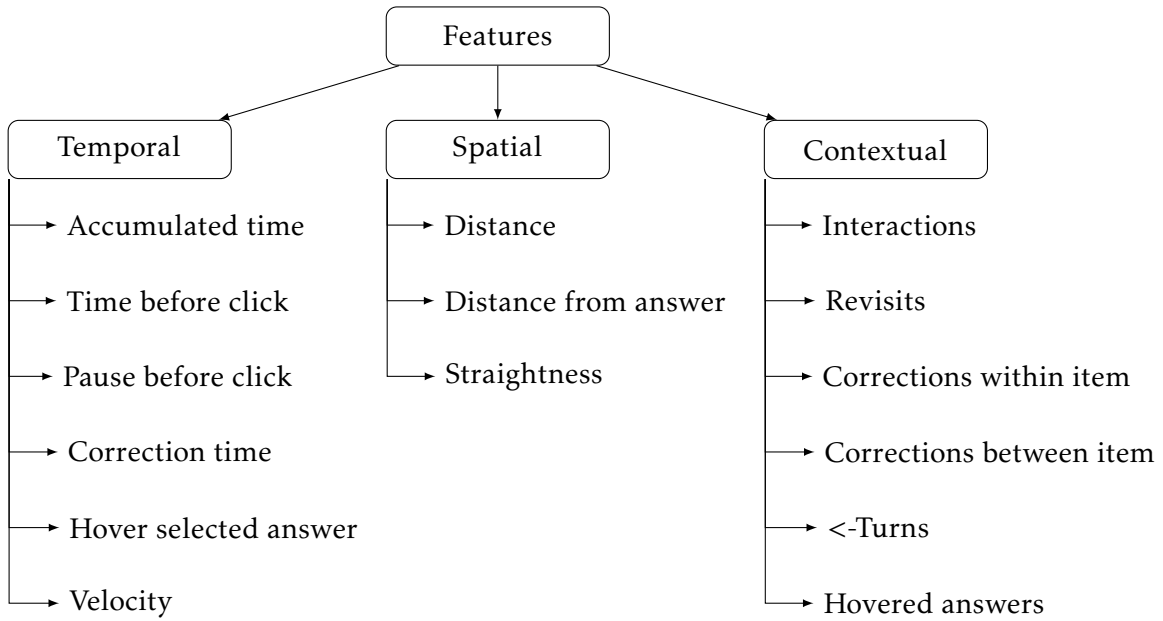 Features
Temporal
Accumulated time
Time before click
Pause before click
Correction time
Hover selected answer
Velocity
Spatial
Distance
Distance from answer
Straightness
Contextual
Interactions
Revisits
Corrections within item
Corrections between item
<-Turns
Hovered answers